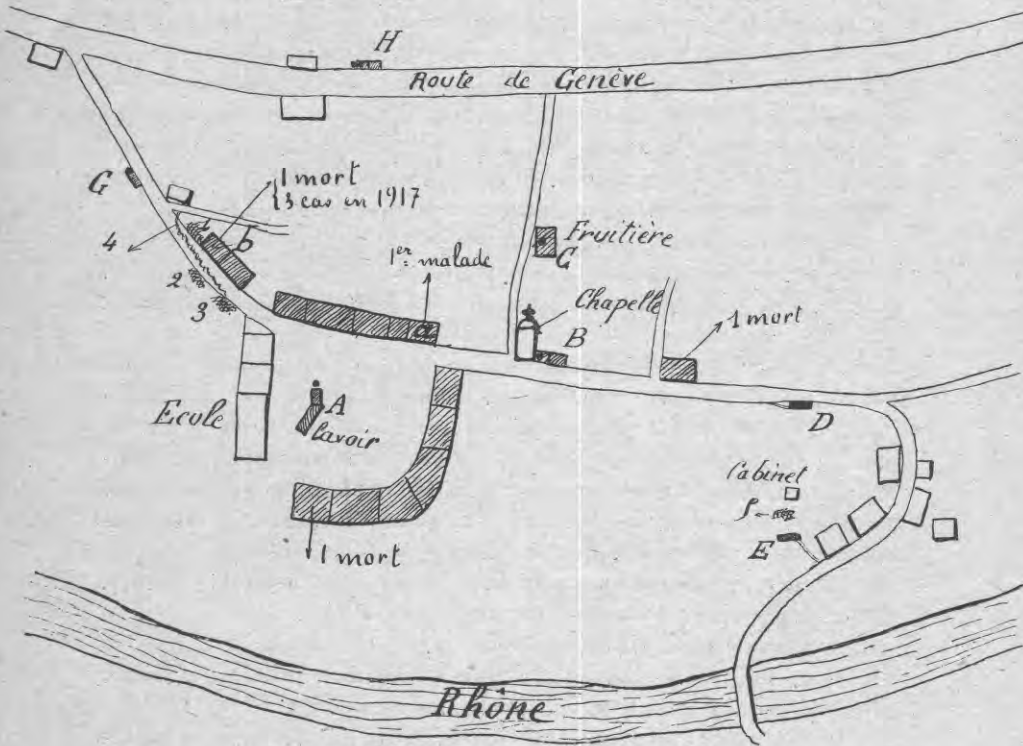 H
Route de Genève
G
1 mort
{3 cas en 1917
4
1
b
2
3
1er malade
a
Fruitière
C
Chapelle
B
1 mort
Ecole
A
lavoir
D
Cabinet
E
1 mort
Rhône